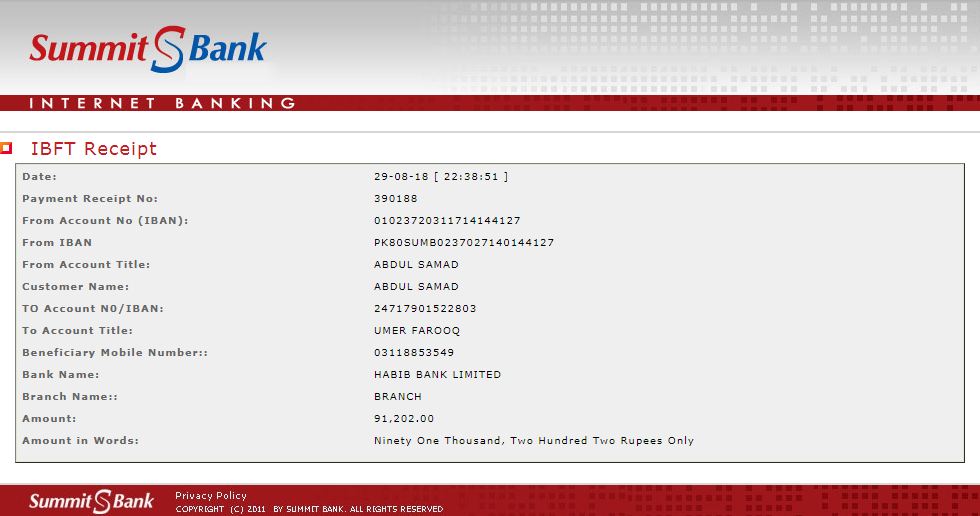 Summit S Bank
INTERNET BANKING
IBFT Receipt
Date: 29-08-18 [ 22:38:51 ]
Payment Receipt No: 390188
From Account No (IBAN): 01023720311714144127
From IBAN PK80SUMB0237027140144127
From Account Title: ABDUL SAMAD
Customer Name: ABDUL SAMAD
TO Account N0/IBAN: 24717901522803
To Account Title: UMER FAROOQ
Beneficiary Mobile Number:: 03118853549
Bank Name: HABIB BANK LIMITED
Branch Name:: BRANCH
Amount: 91,202.00
Amount in Words: Ninety One Thousand, Two Hundred Two Rupees Only
Summit S Bank
Privacy Policy
COPYRIGHT (C) 2011 BY SUMMIT BANK. ALL RIGHTS RESERVED